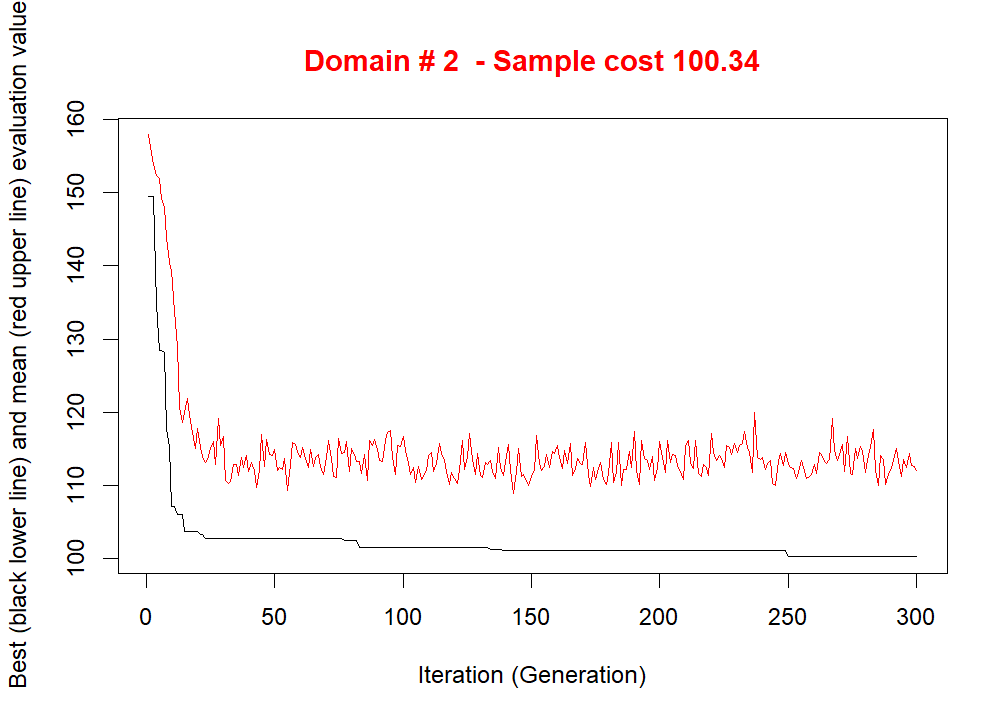 Domain # 2  - Sample cost 100.34
Best (black lower line) and mean (red upper line) evaluation value
160
150
140
130
120
110
100
0 50 100 150 200 250 300
Iteration (Generation)